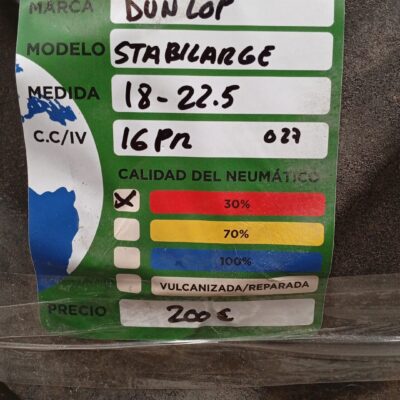 MARCA DUNLOP
MODELO STABILARGE
MEDIDA 18-22.5
C.C/IV 16PR 027
CALIDAD DEL NEUMÁTICO
X 30%
70%
100%
VULCANIZADA/REPARADA
PRECIO 200€